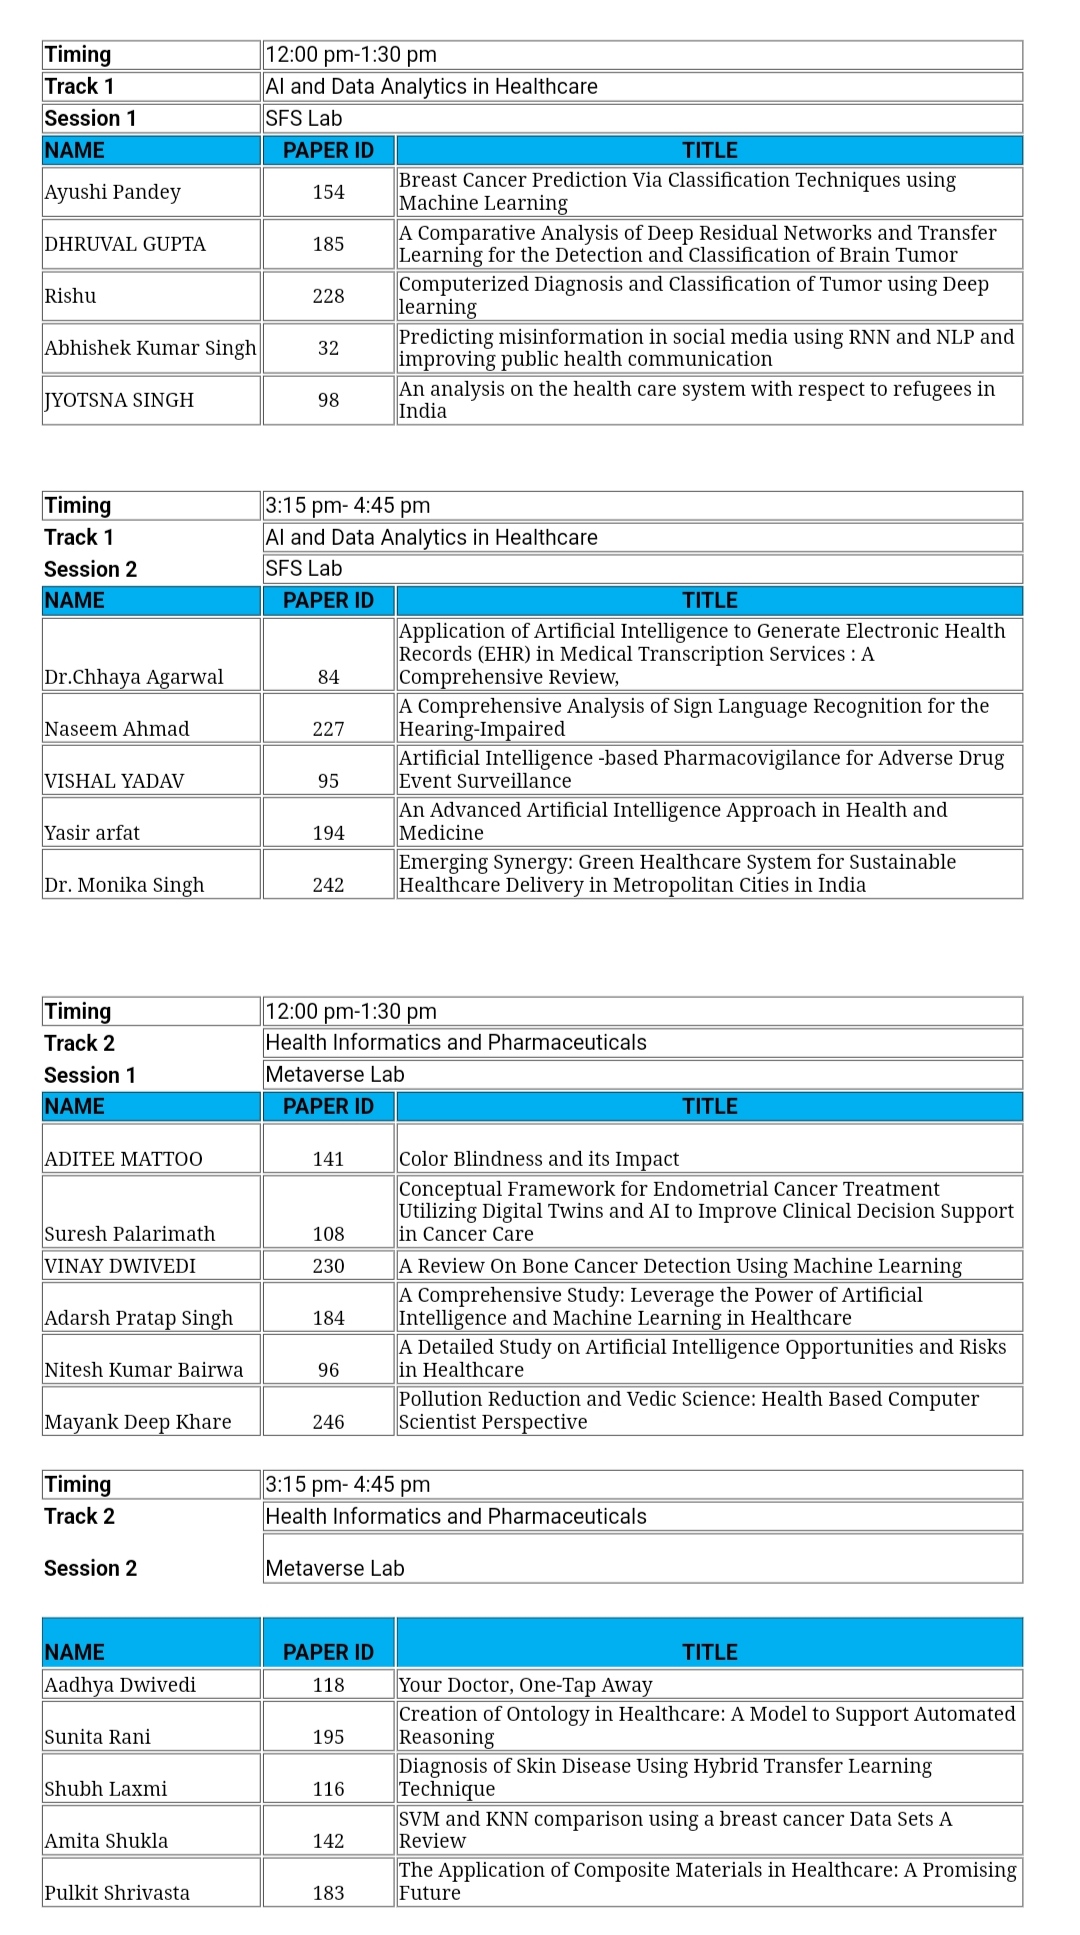 Timing 12:00 pm-1:30 pm
Track 1 AI and Data Analytics in Healthcare
Session 1 SFS Lab
NAME PAPER ID TITLE
Ayushi Pandey 154 Breast Cancer Prediction Via Classification Techniques using
Machine Learning
DHRUVAL GUPTA 185 A Comparative Analysis of Deep Residual Networks and Transfer
Learning for the Detection and Classification of Brain Tumor
Rishu 228 Computerized Diagnosis and Classification of Tumor using Deep
learning
Abhishek Kumar Singh 32 Predicting misinformation in social media using RNN and NLP and
improving public health communication
JYOTSNA SINGH 98 An analysis on the health care system with respect to refugees in
India
Timing 3:15 pm- 4:45 pm
Track 1 AI and Data Analytics in Healthcare
Session 2 SFS Lab
NAME PAPER ID TITLE
Application of Artificial Intelligence to Generate Electronic Health
Records (EHR) in Medical Transcription Services : A
Dr.Chhaya Agarwal 84 Comprehensive Review,
A Comprehensive Analysis of Sign Language Recognition for the
Naseem Ahmad 227 Hearing-Impaired
Artificial Intelligence -based Pharmacovigilance for Adverse Drug
VISHAL YADAV 95 Event Surveillance
An Advanced Artificial Intelligence Approach in Health and
Yasir arfat 194 Medicine
Emerging Synergy: Green Healthcare System for Sustainable
Dr. Monika Singh 242 Healthcare Delivery in Metropolitan Cities in India
Timing 12:00 pm-1:30 pm
Track 2 Health Informatics and Pharmaceuticals
Session 1 Metaverse Lab
NAME PAPER ID TITLE
ADITEE MATTOO 141 Color Blindness and its Impact
Conceptual Framework for Endometrial Cancer Treatment
Utilizing Digital Twins and AI to Improve Clinical Decision Support
Suresh Palarimath 108 in Cancer Care
VINAY DWIVEDI 230 A Review On Bone Cancer Detection Using Machine Learning
A Comprehensive Study: Leverage the Power of Artificial
Adarsh Pratap Singh 184 Intelligence and Machine Learning in Healthcare
A Detailed Study on Artificial Intelligence Opportunities and Risks
Nitesh Kumar Bairwa 96 in Healthcare
Pollution Reduction and Vedic Science: Health Based Computer
Mayank Deep Khare 246 Scientist Perspective
Timing 3:15 pm- 4:45 pm
Track 2 Health Informatics and Pharmaceuticals
Session 2 Metaverse Lab
NAME PAPER ID TITLE
Aadhya Dwivedi 118 Your Doctor, One-Tap Away
Creation of Ontology in Healthcare: A Model to Support Automated
Sunita Rani 195 Reasoning
Diagnosis of Skin Disease Using Hybrid Transfer Learning
Shubh Laxmi 116 Technique
SVM and KNN comparison using a breast cancer Data Sets A
Amita Shukla 142 Review
The Application of Composite Materials in Healthcare: A Promising
Pulkit Shrivasta 183 Future